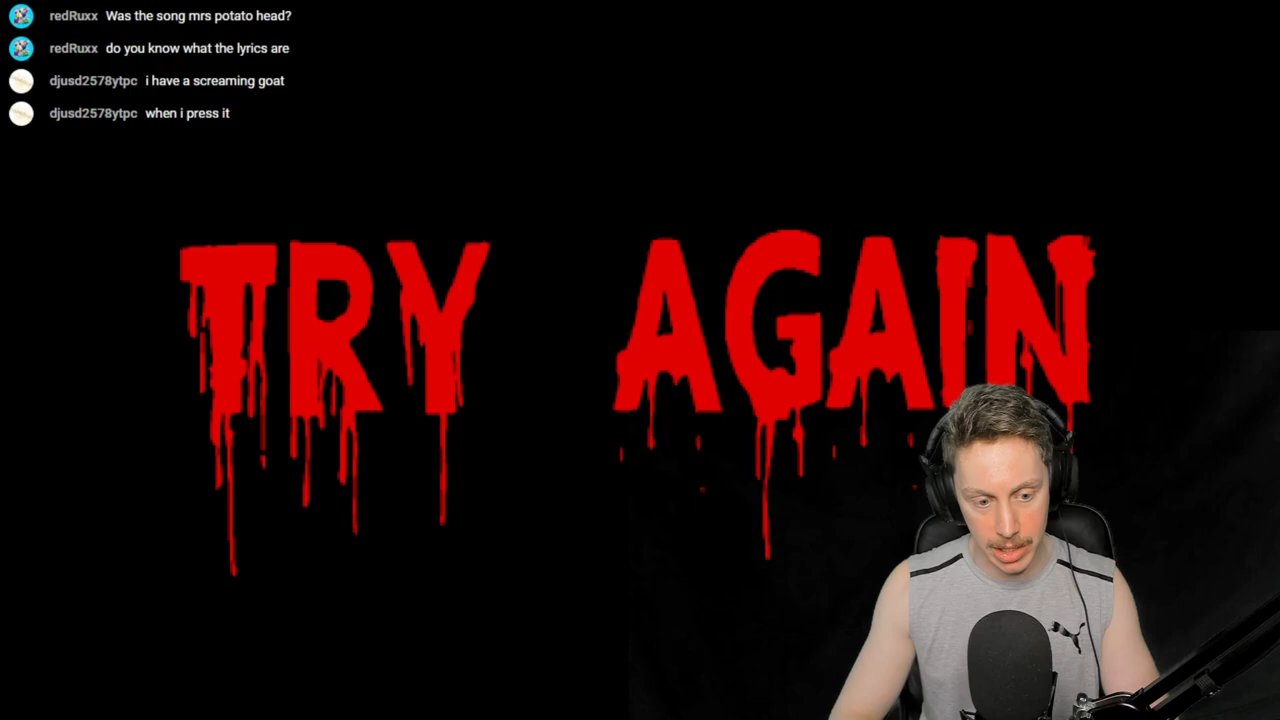 redRuxx Was the song mrs potato head?
redRuxx do you know what the lyrics are
djusd2578ytpc i have a screaming goat
djusd2578ytpc when i press it
TRY AGAIN